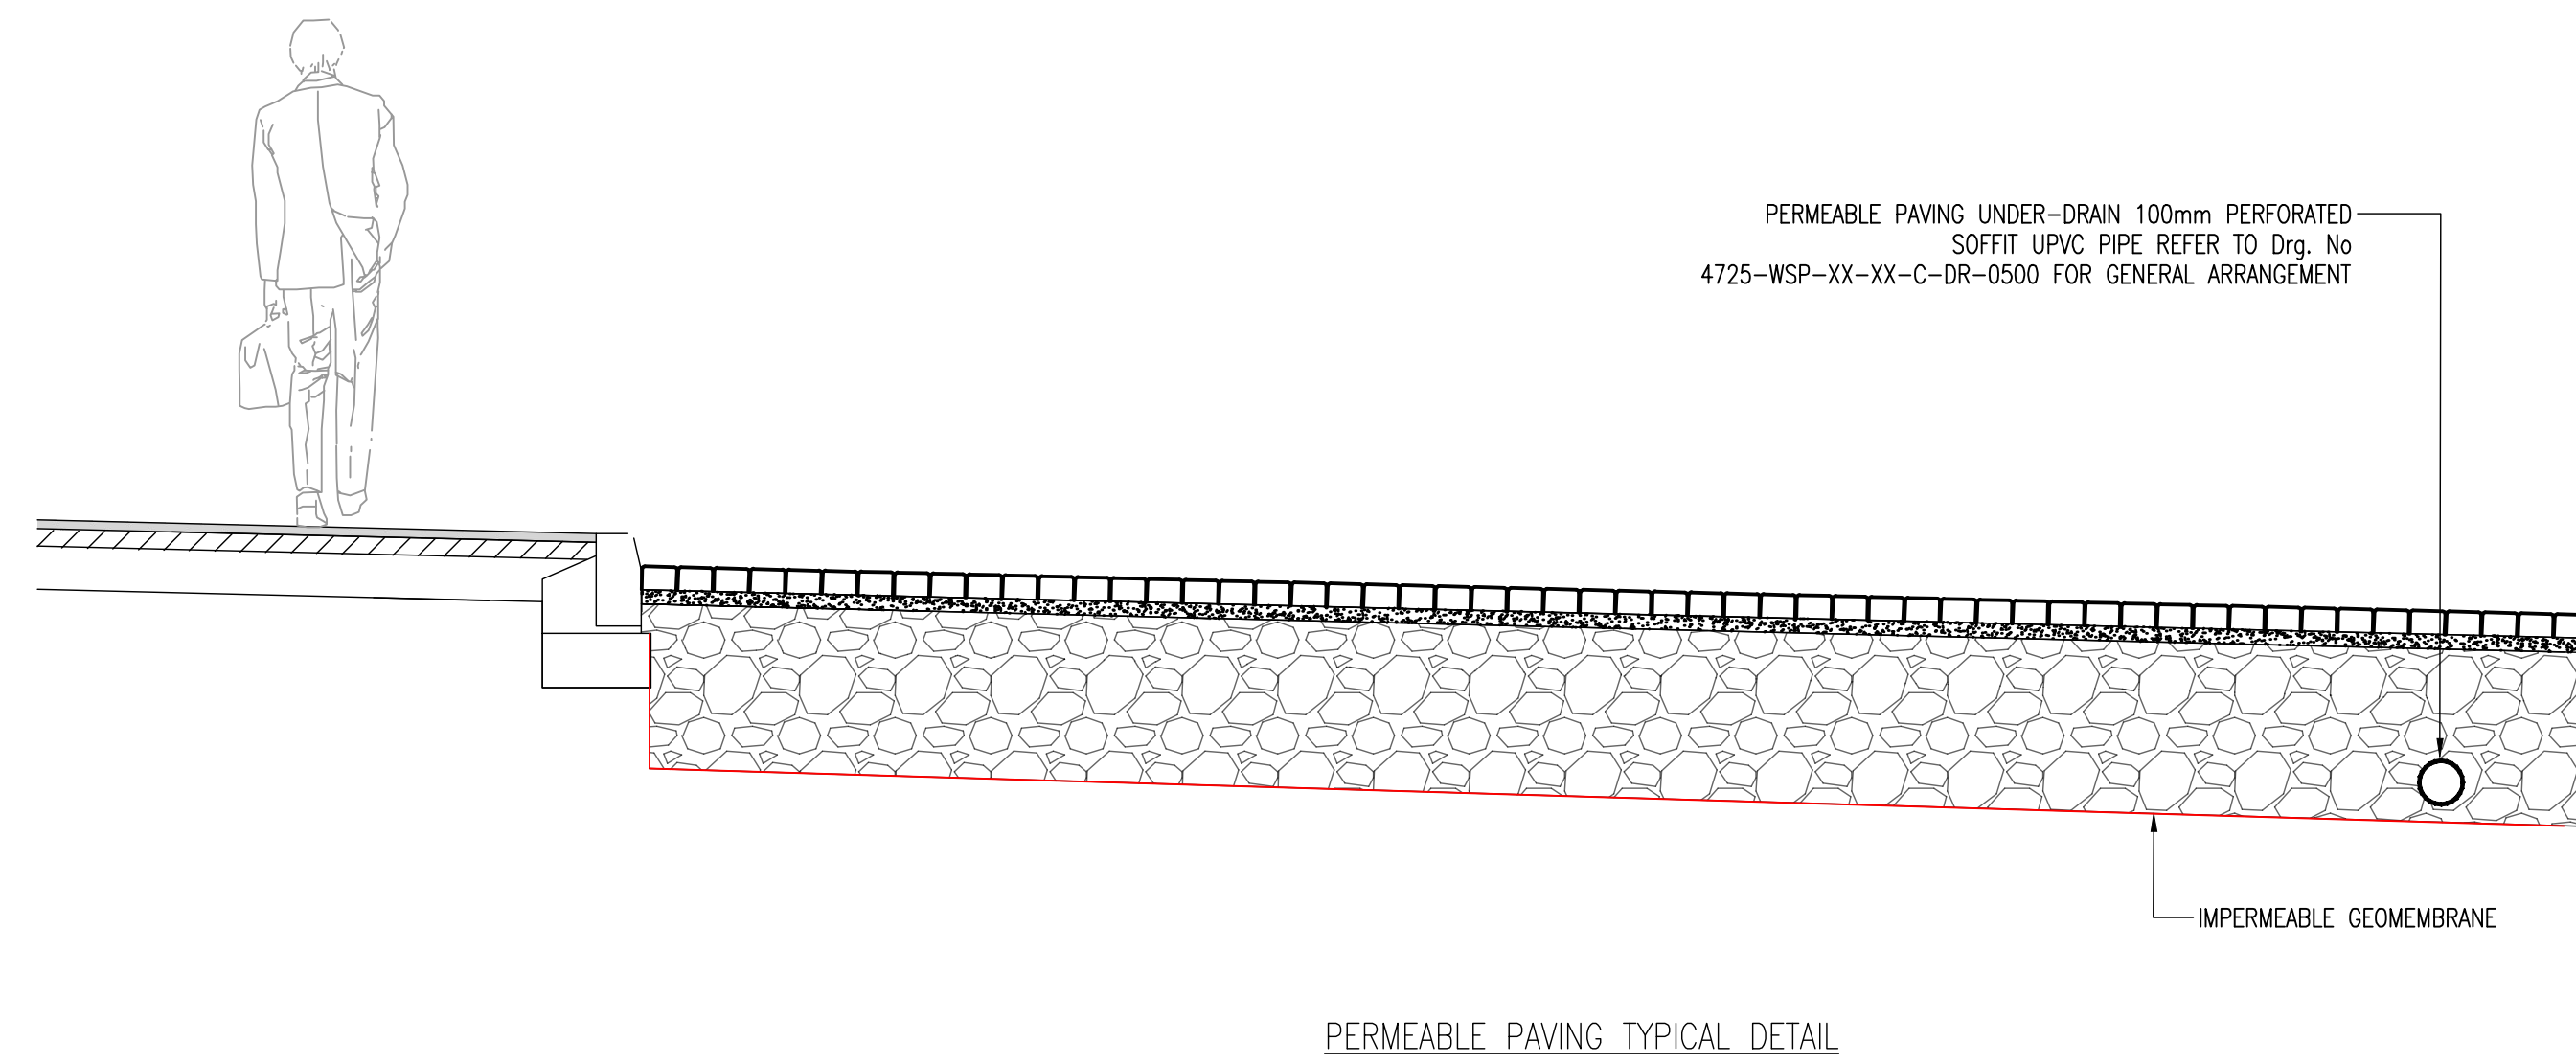 PERMEABLE PAVING UNDER-DRAIN 100mm PERFORATED
SOFFIT UPVC PIPE REFER TO Drg. No
4725-WSP-XX-XX-C-DR-0500 FOR GENERAL ARRANGEMENT
IMPERMEABLE GEOMEMBRANE
PERMEABLE PAVING TYPICAL DETAIL